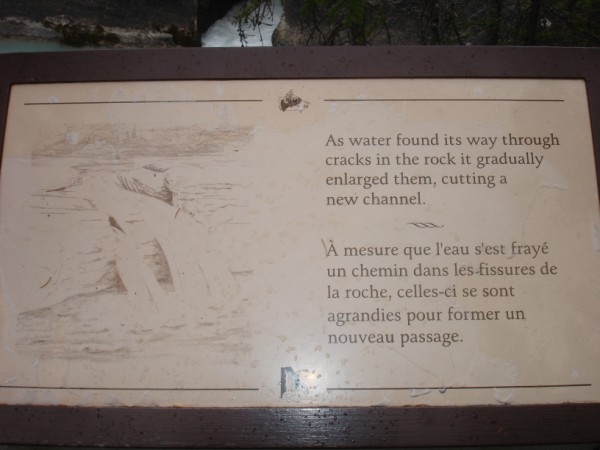 As water found its way through
cracks in the rock it gradually
enlarged them, cutting a
new channel.
À mesure que l'eau s'est frayé
un chemin dans les fissures de
la roche, celles-ci se sont
agrandies pour former un
nouveau passage.